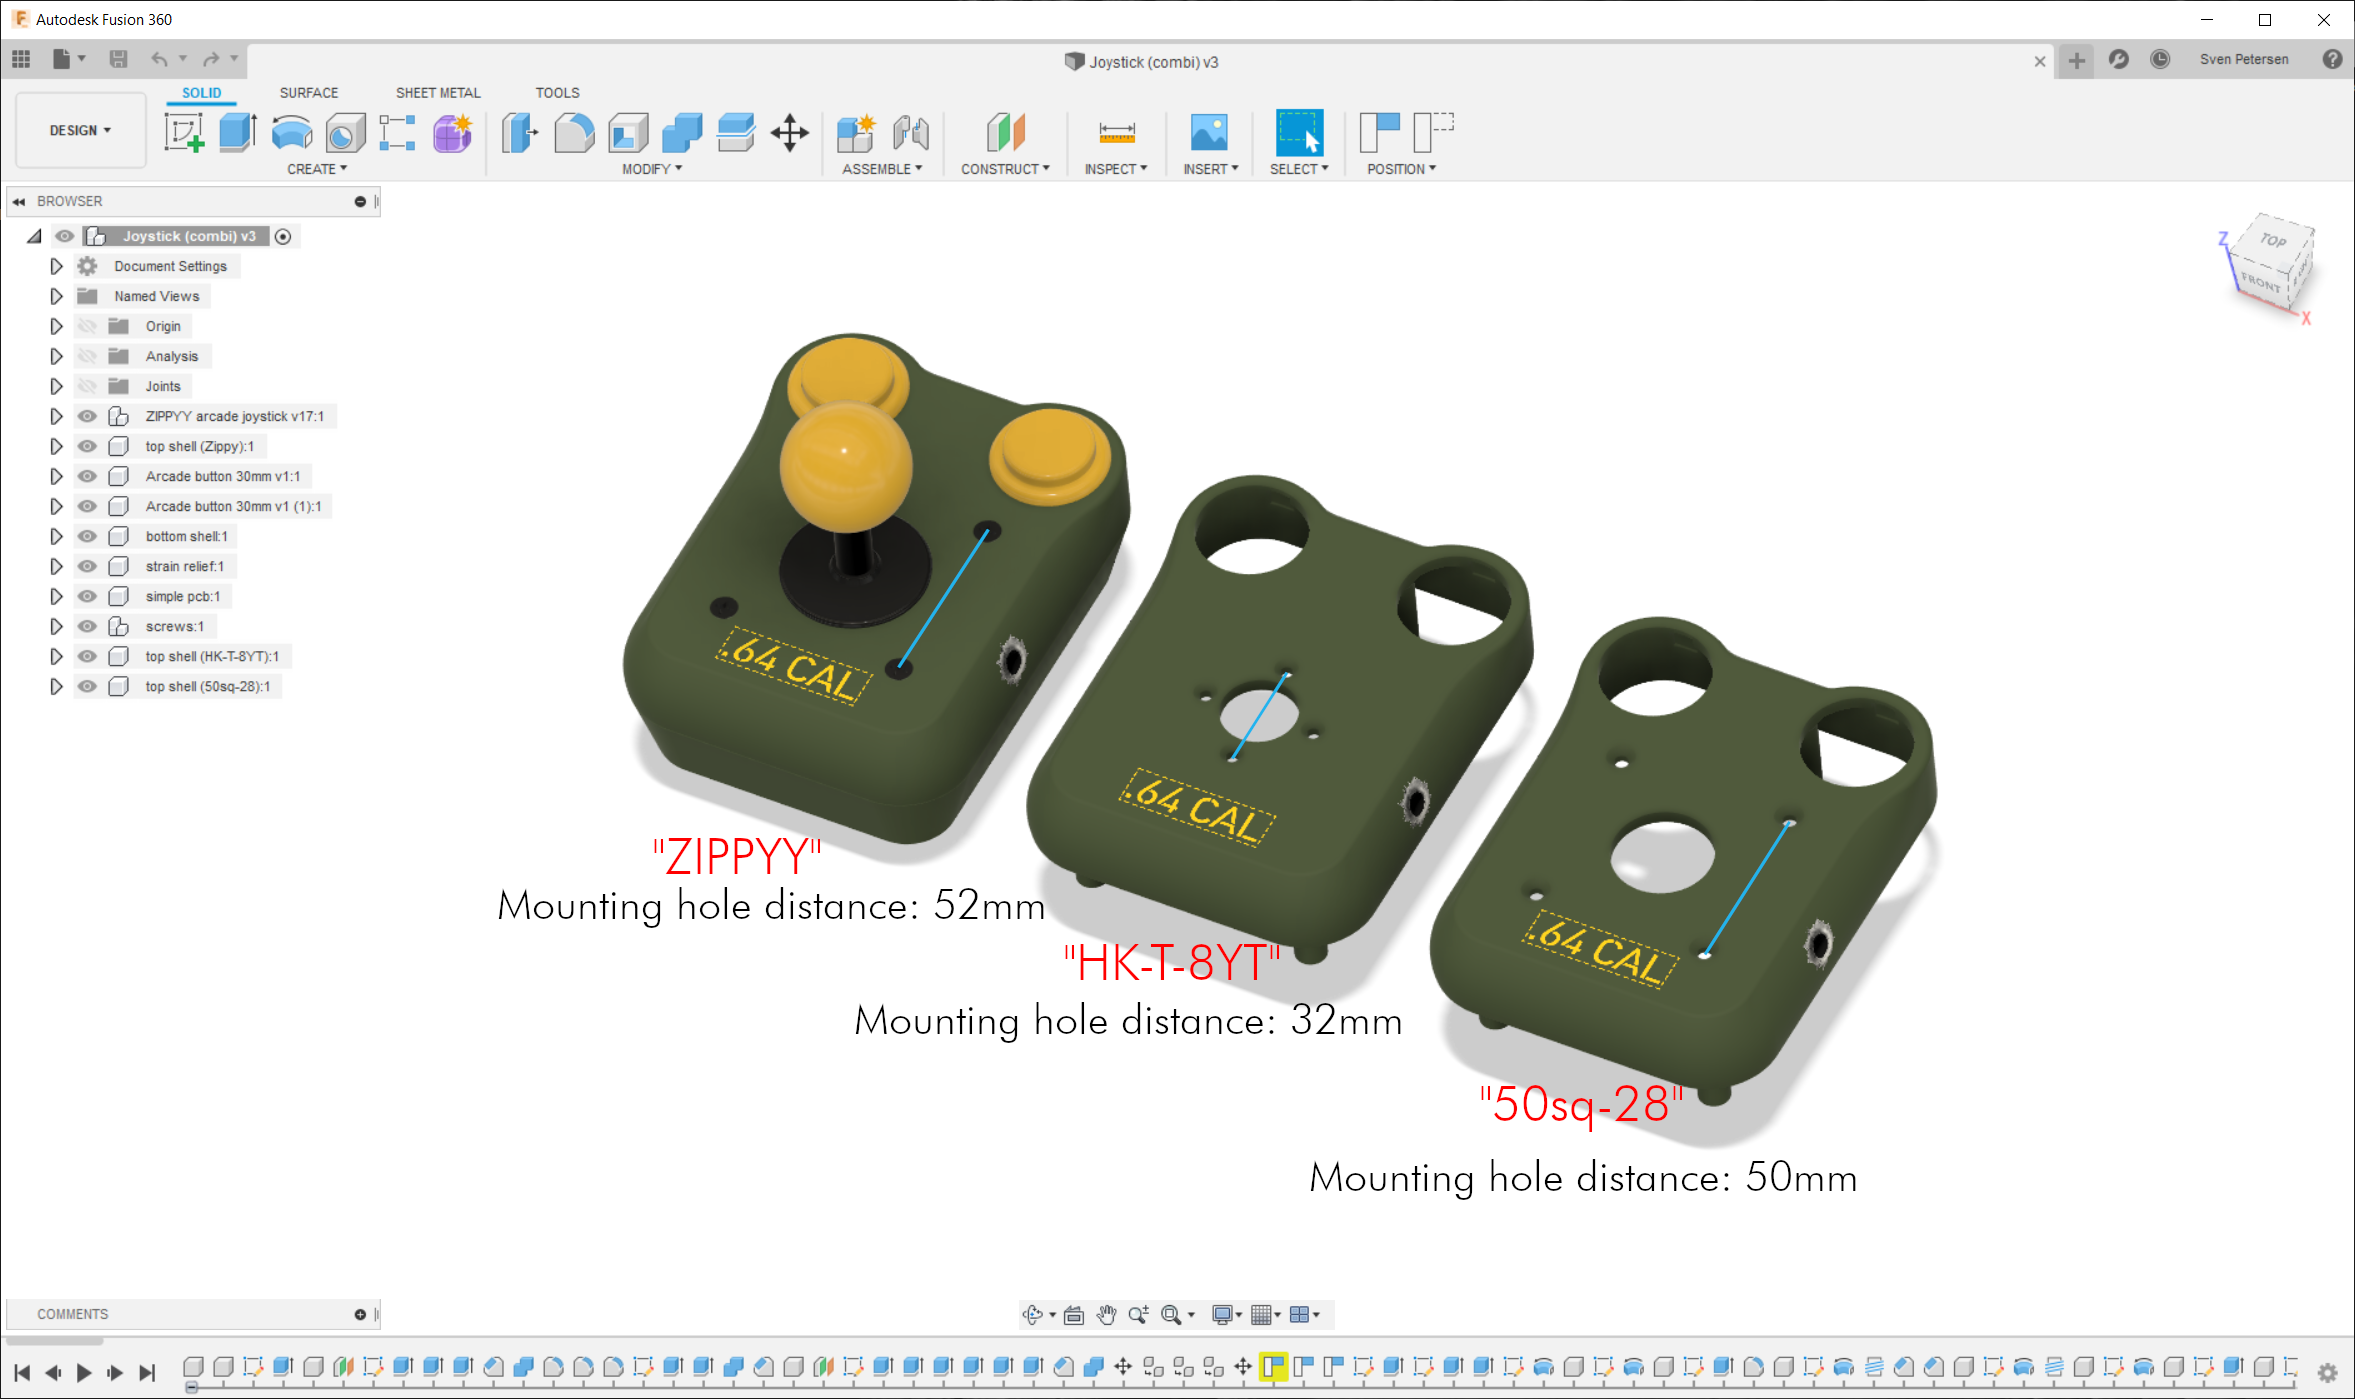 Autodesk Fusion 360
Joystick (combi) v3
Sven Petersen
SOLID SURFACE SHEET METAL TOOLS
DESIGN
CREATE MODIFY ASSEMBLE CONSTRUCT INSPECT INSERT SELECT POSITION
BROWSER
Joystick (combi) v3
Document Settings
Named Views
Origin
Analysis
Joints
ZIPPYY arcade joystick v17:1
top shell (Zippy):1
Arcade button 30mm v1:1
Arcade button 30mm v1 (1):1
bottom shell:1
strain relief:1
simple pcb:1
screws:1
top shell (HK-T-8YT):1
top shell (50sq-28):1
TOP
FRONT
Z
X
.64 CAL
.64 CAL
.64 CAL
"ZIPPYY"
Mounting hole distance: 52mm
"HK-T-8YT"
Mounting hole distance: 32mm
"50sq-28"
Mounting hole distance: 50mm
COMMENTS